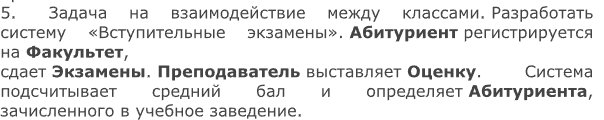 5. Задача на взаимодействие между классами. Разработать
систему «Вступительные экзамены». Абитуриент регистрируется
на Факультет,
сдает Экзамены. Преподаватель выставляет Оценку. Система
подсчитывает средний бал и определяет Абитуриента,
зачисленного в учебное заведение.